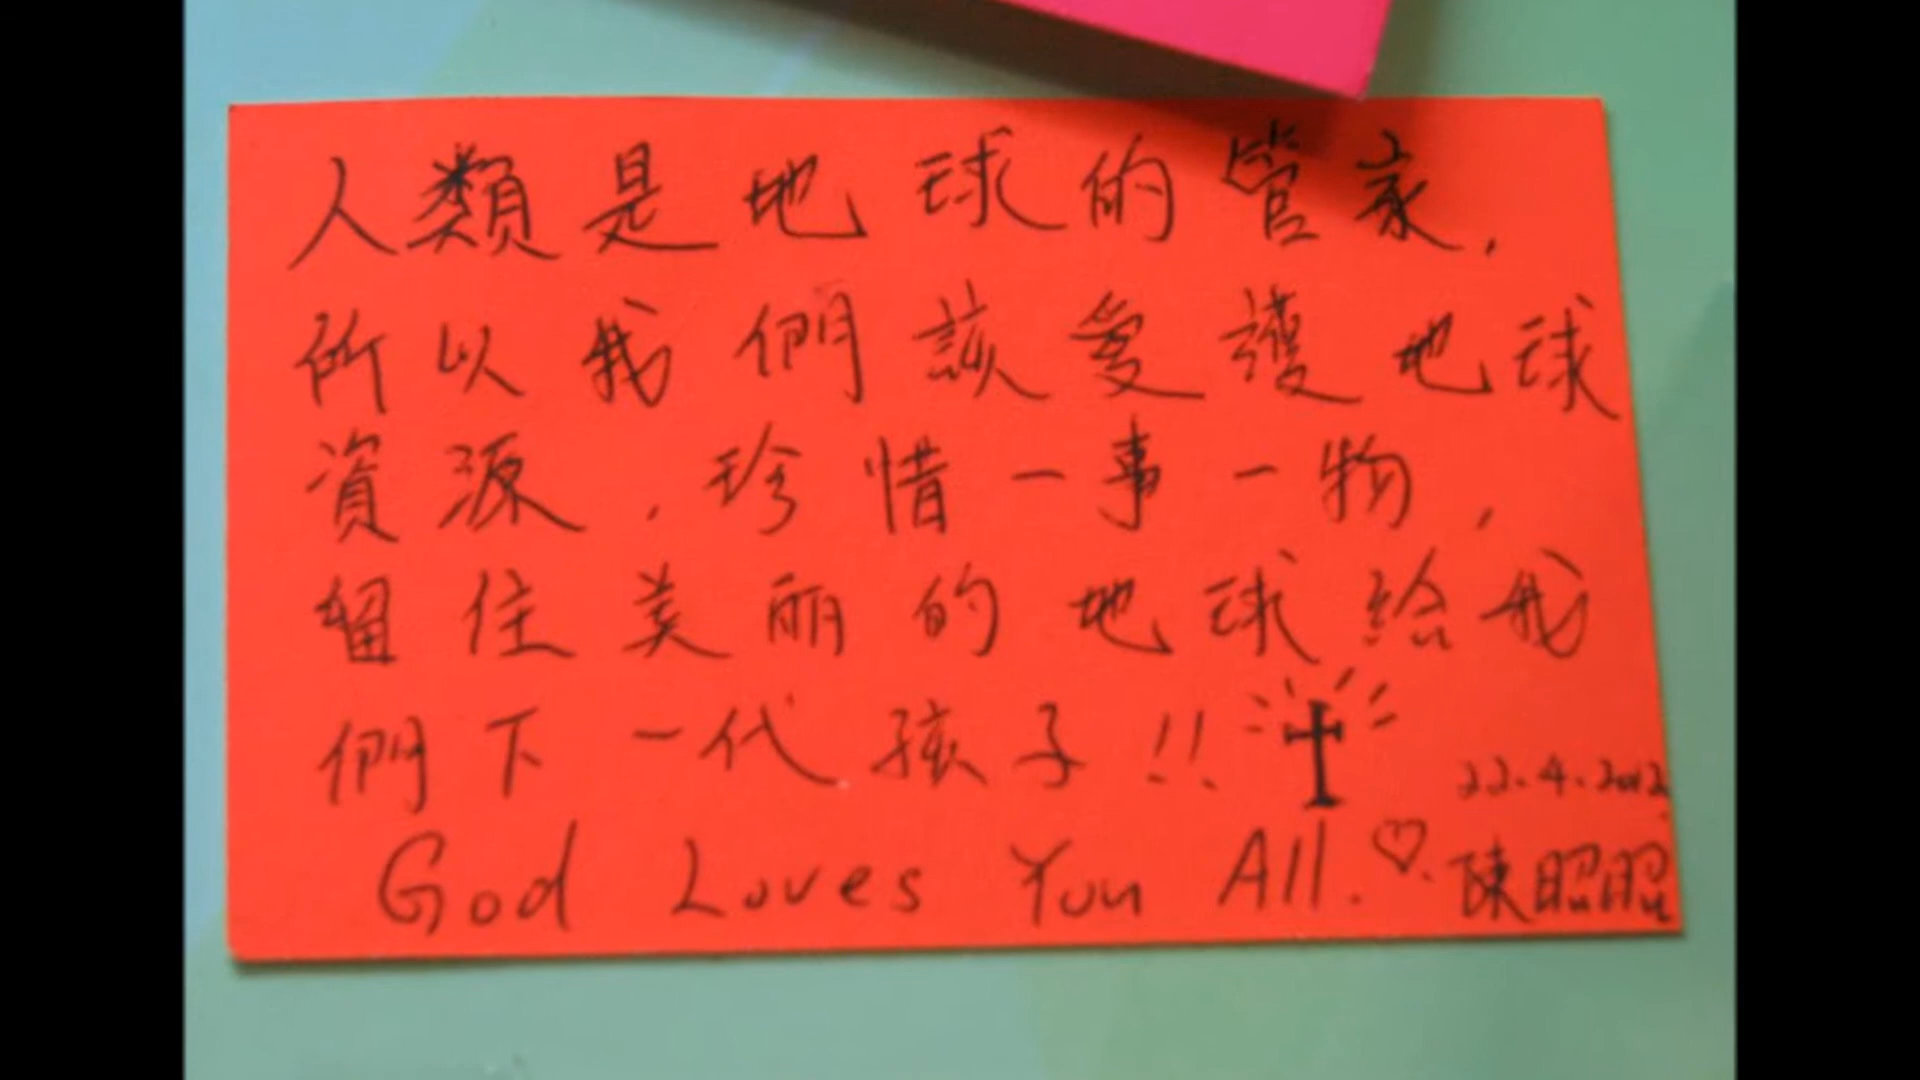 人類是地球的管家,
所以我們該愛護地球
資源,珍惜一事一物,
留住美丽的地球給我
們下一代孩子!!
22.4.2012
God Loves You All.
陳昭昭